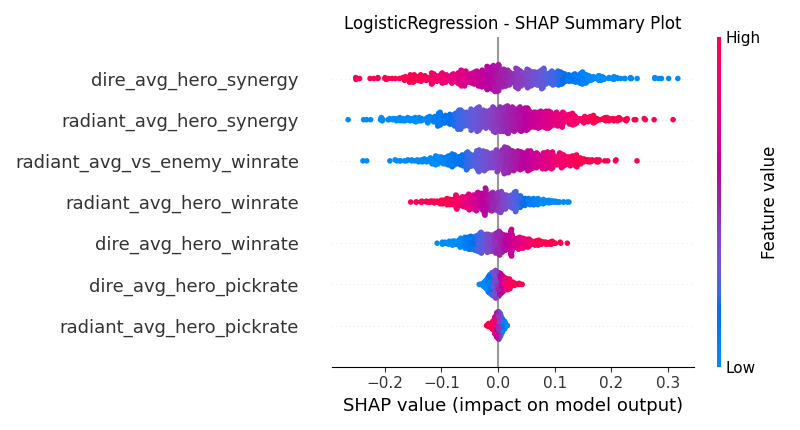 LogisticRegression - SHAP Summary Plot
High
dire_avg_hero_synergy
radiant_avg_hero_synergy
radiant_avg_vs_enemy_winrate
radiant_avg_hero_winrate
dire_avg_hero_winrate
dire_avg_hero_pickrate
radiant_avg_hero_pickrate
Feature value
Low
−0.2 −0.1 0.0 0.1 0.2 0.3
SHAP value (impact on model output)